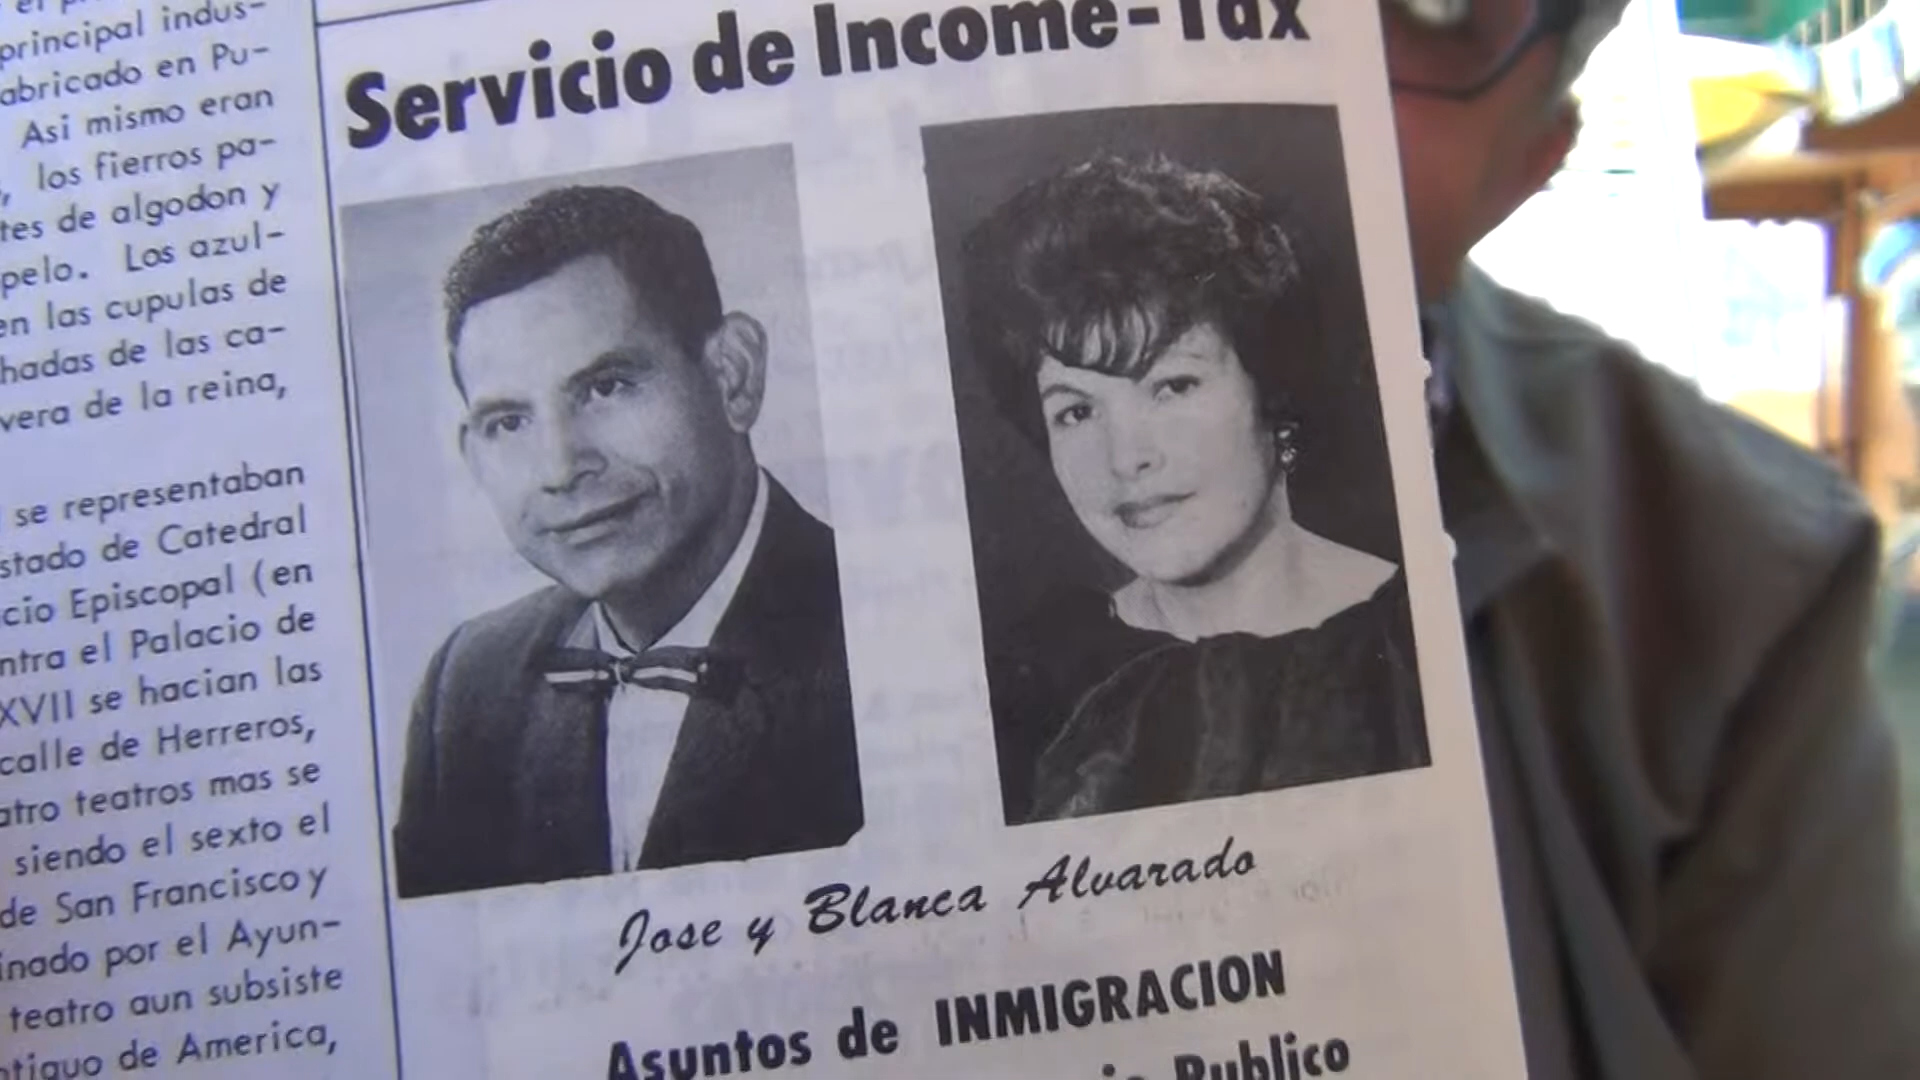 principal indus-
abricado en Pu-
Asi mismo eran
los fierros pa-
tes de algodon y
pelo. Los azul-
en las cupulas de
hadas de las ca-
vera de la reina,
se representaban
stado de Catedral
cio Episcopal (en
ntra el Palacio de
XVII se hacian las
calle de Herreros,
atro teatros mas se
siendo el sexto el
de San Francisco y
inado por el Ayun-
teatro aun subsiste
ntiguo de America,
Servicio de Income-Tax
Jose y Blanca Alvarado
Asuntos de INMIGRACION
Publico